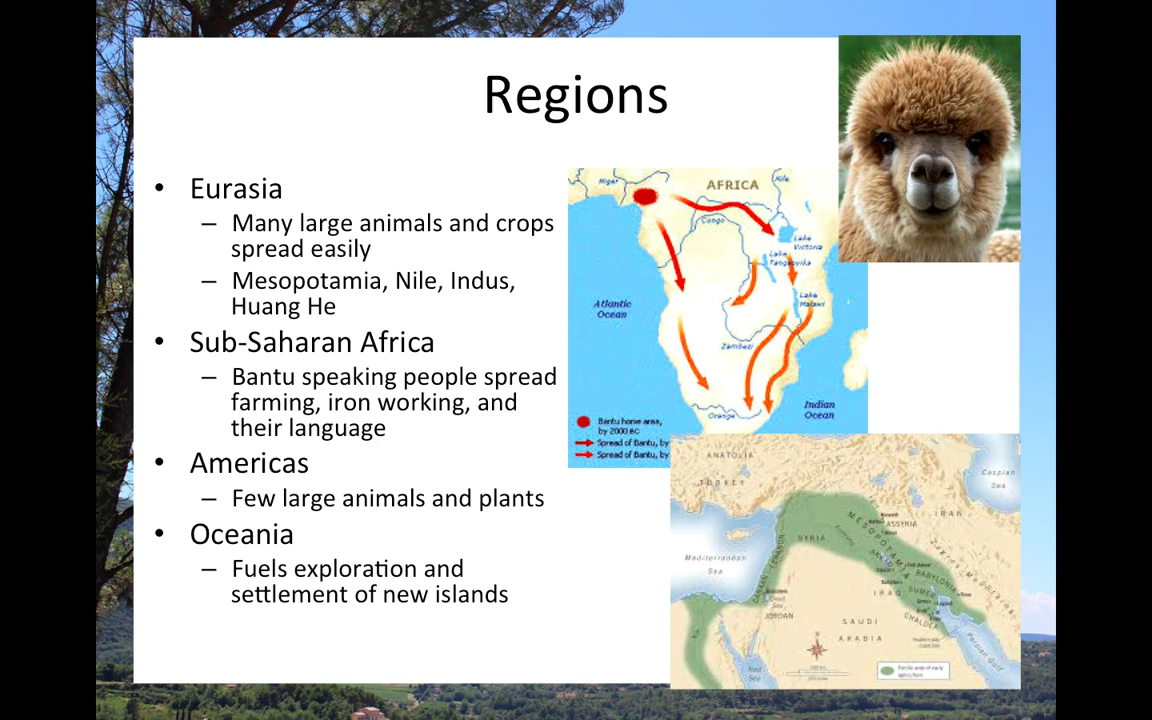 Regions
• Eurasia
– Many large animals and crops
spread easily
– Mesopotamia, Nile, Indus,
Huang He
• Sub-Saharan Africa
– Bantu speaking people spread
farming, iron working, and
their language
• Americas
– Few large animals and plants
• Oceania
– Fuels exploration and
settlement of new islands
Niger
AFRICA
Nile
Congo
Lake
Victoria
Lake
Tanganyika
Lake
Malawi
Atlantic
Ocean
Zambezi
Indian
Ocean
Orange
Bantu home area,
by 2000 BC
Spread of Bantu, by
Spread of Bantu, by
ANATOLIA
TURKEY
Caspian
Sea
IRAN
ASSYRIA
MESOPOTAMIA
SYRIA
Mediterranean
Sea
AKKAD
BABYLONIA
IRAQ
SUMER
CHALDEA
JORDAN
SAUDI
ARABIA
Persian Gulf
Red
Sea
N